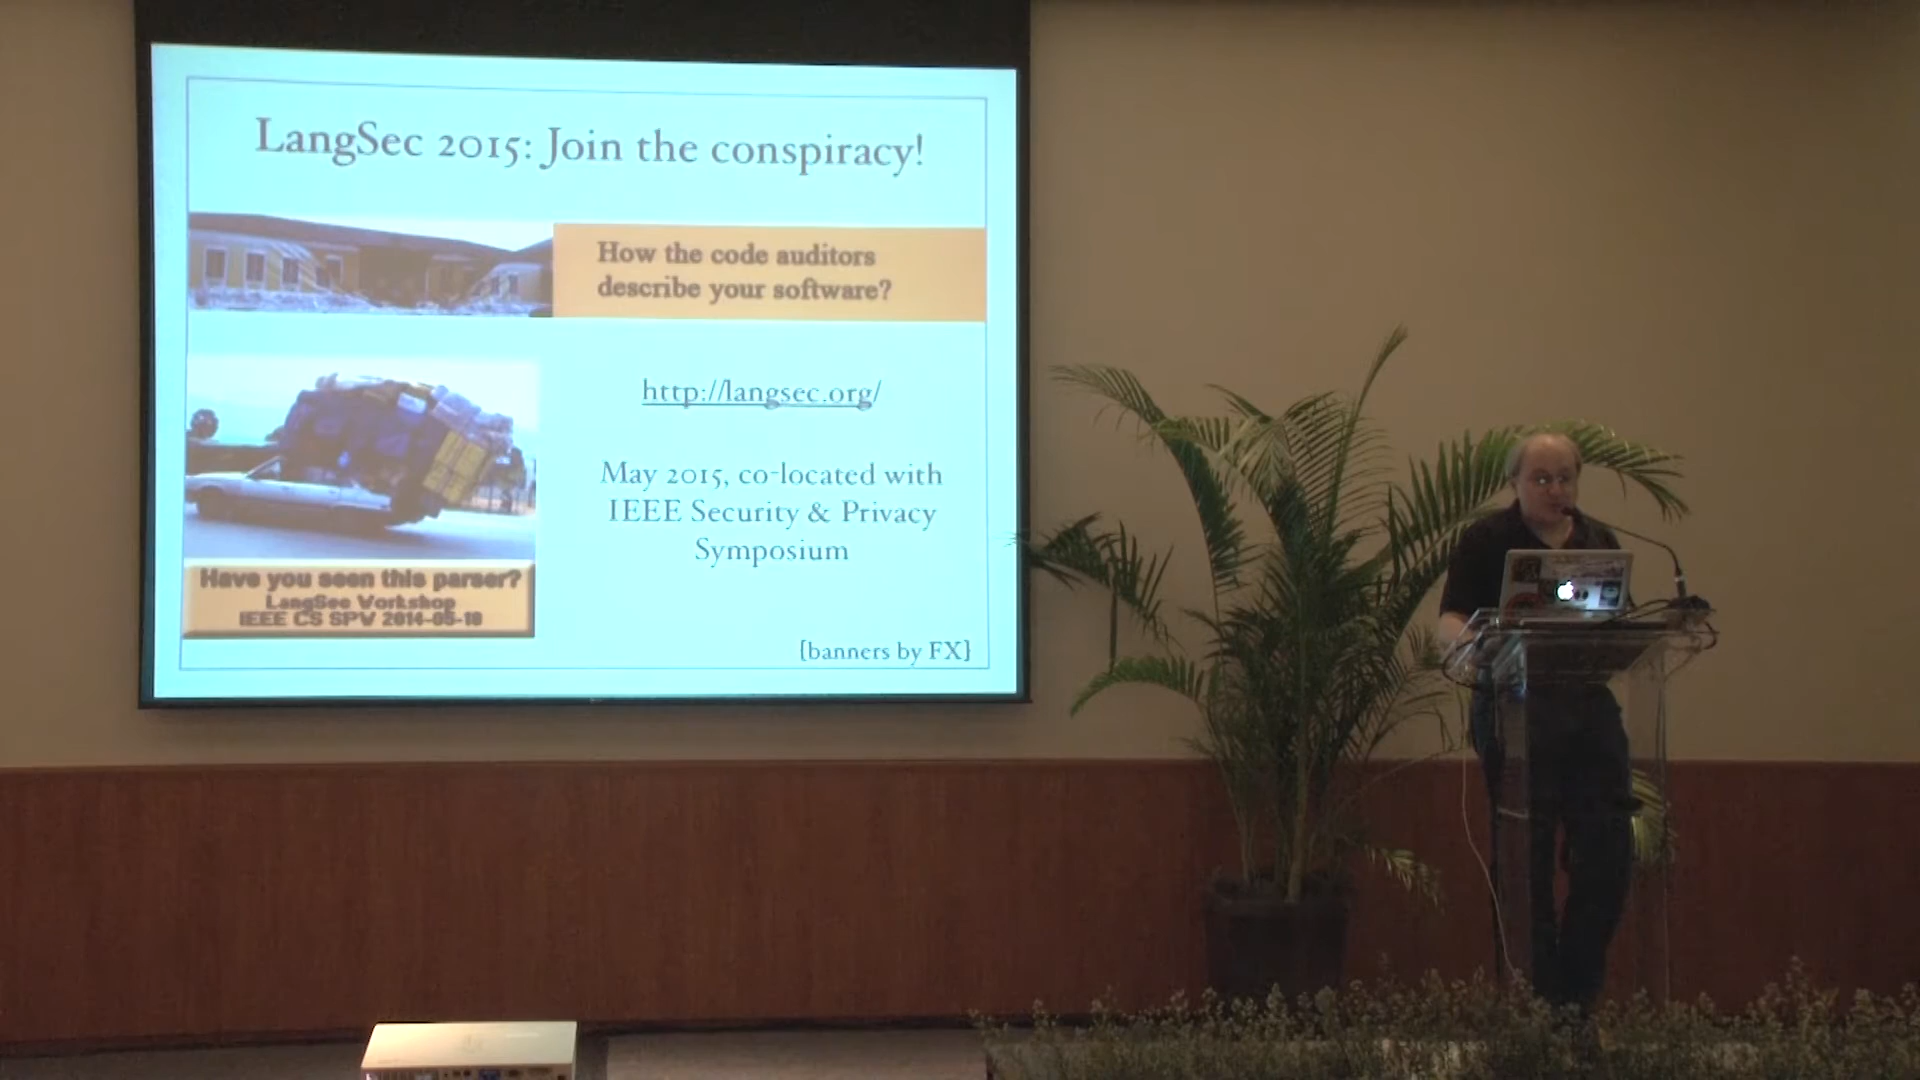 LangSec 2015: Join the conspiracy!
How the code auditors
describe your software?
http://langsec.org/
May 2015, co-located with
IEEE Security & Privacy
Symposium
Have you seen this parser?
LangSec Workshop
IEEE CS SPW 2014-05-18
{banners by FX}